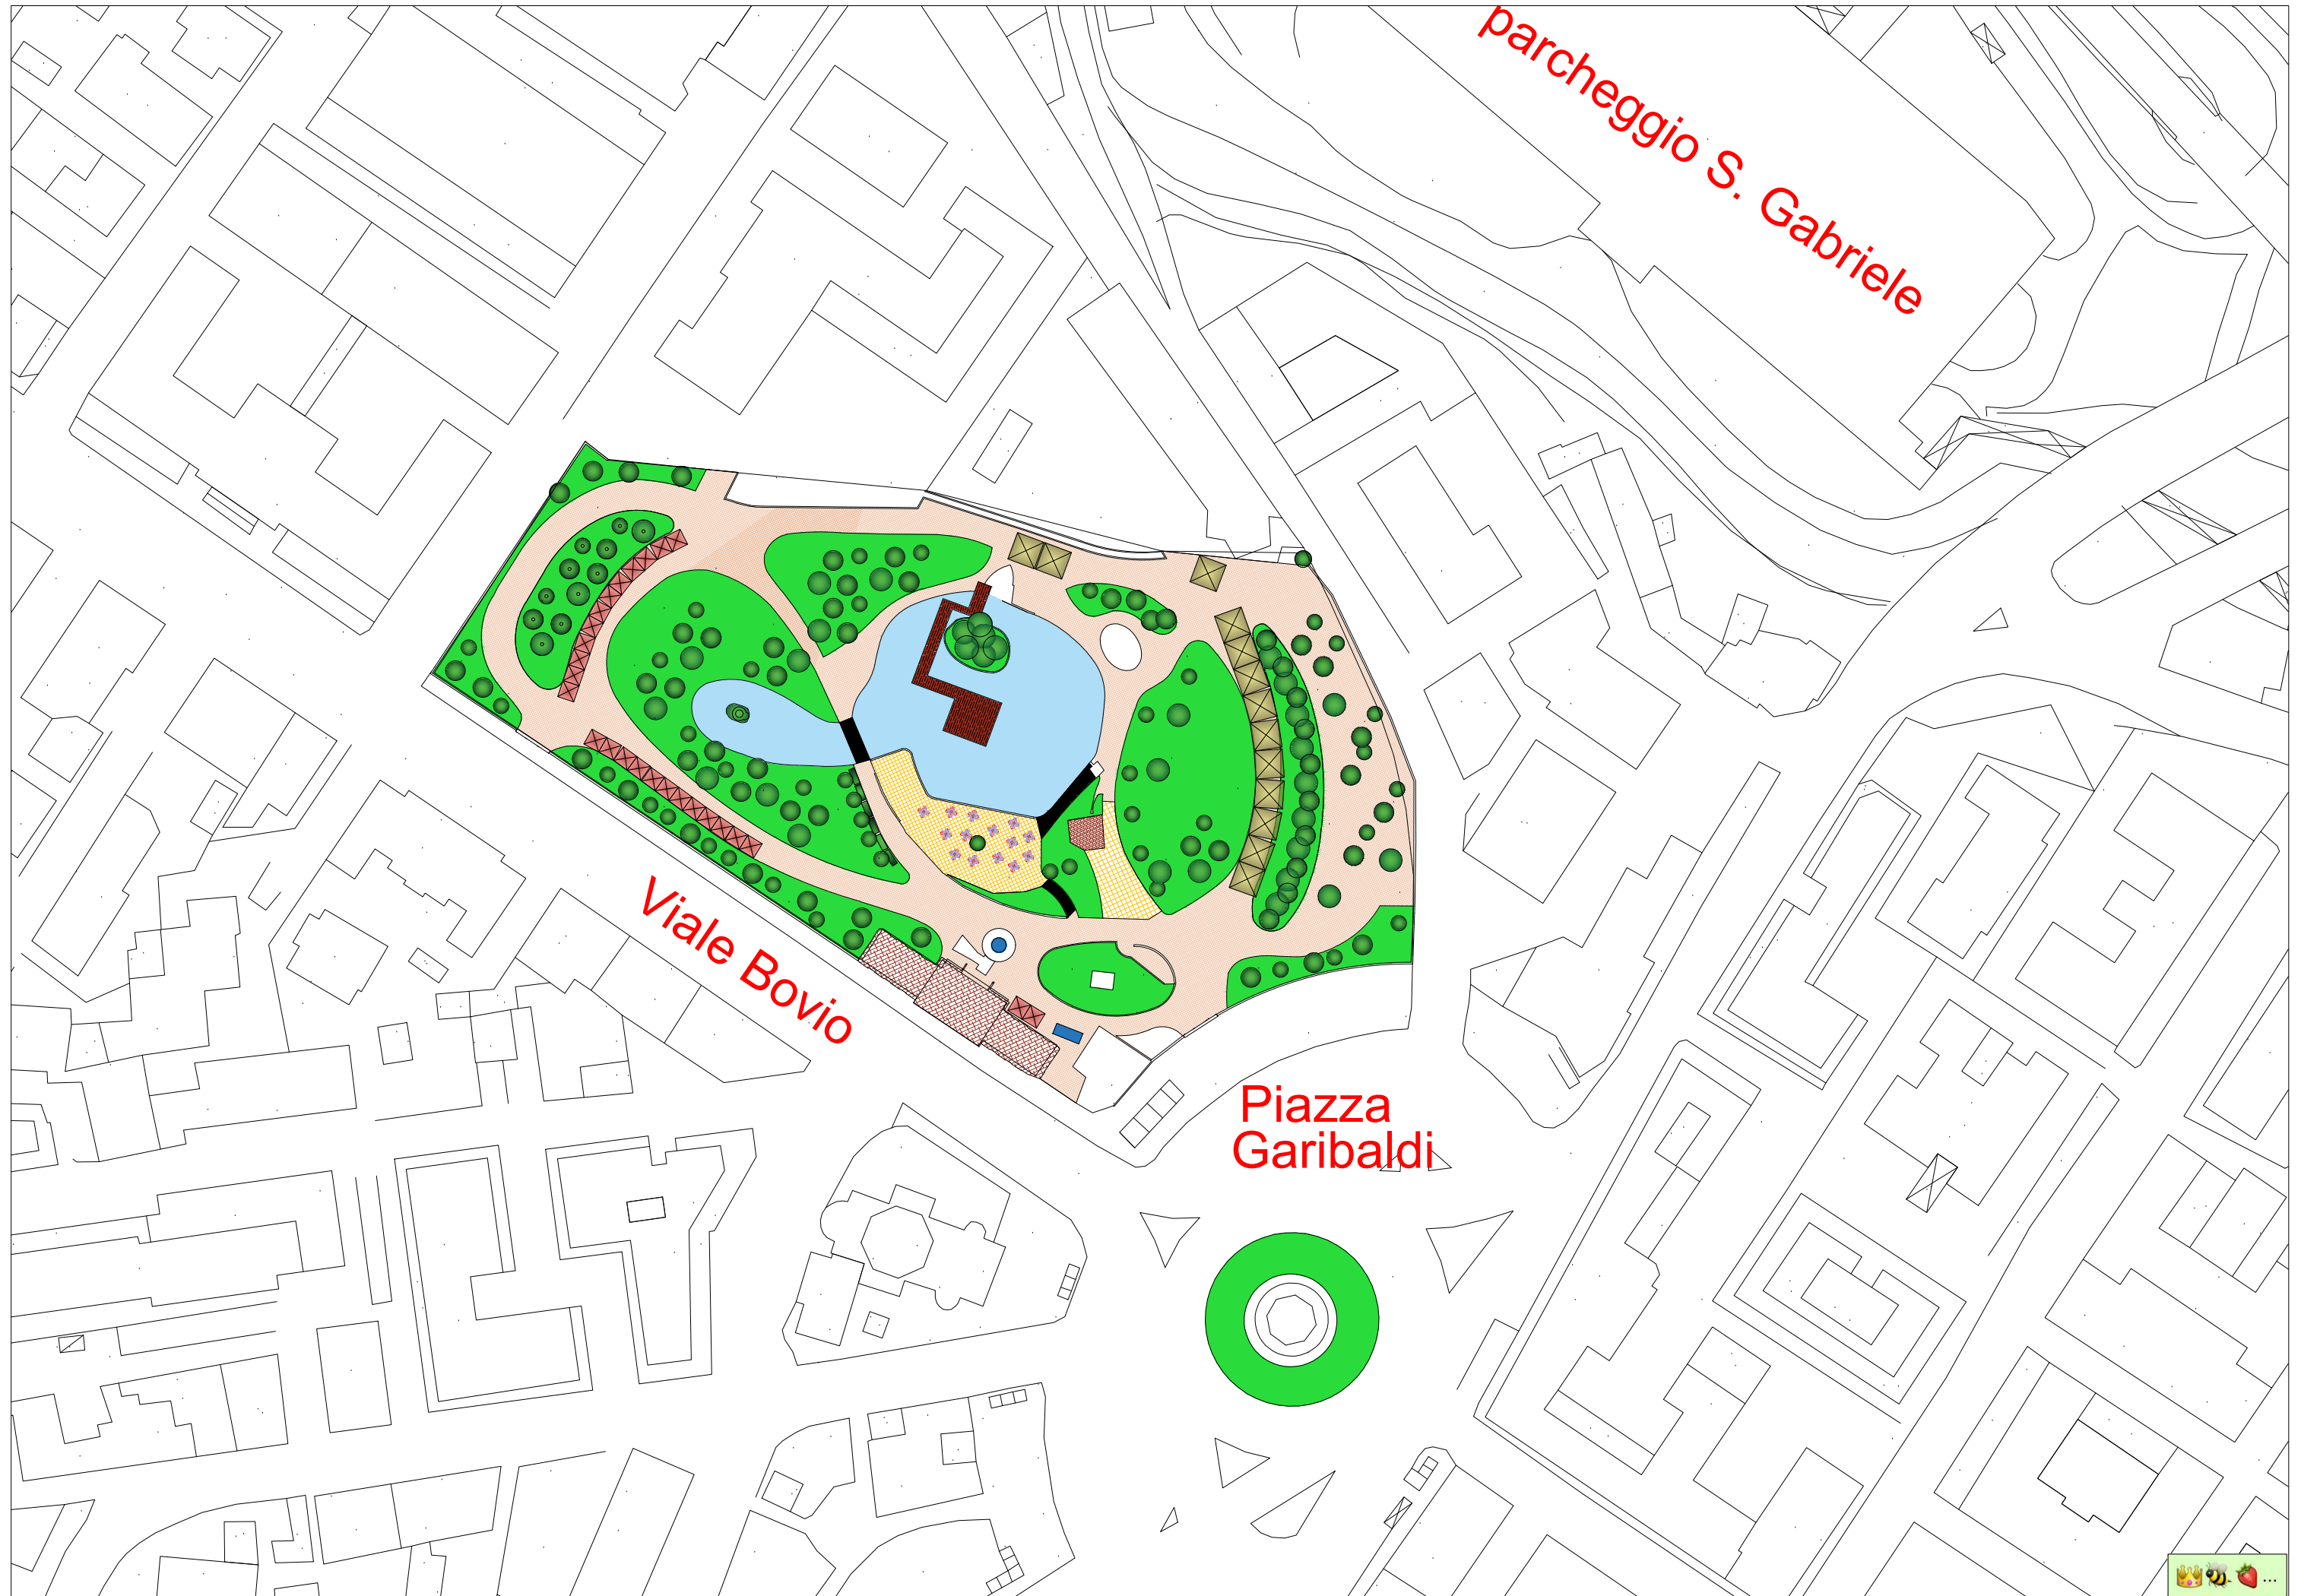 parcheggio S. Gabriele
Viale Bovio
Piazza
Garibaldi
👑🐝🍓...